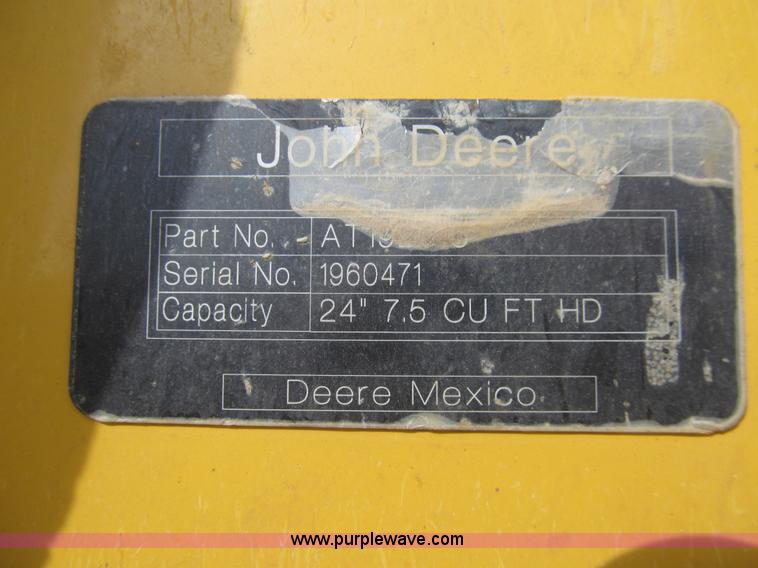 John Deere
Part No.
Serial No. 1960471
Capacity 24" 7.5 CU FT HD
Deere Mexico
www.purplewave.com